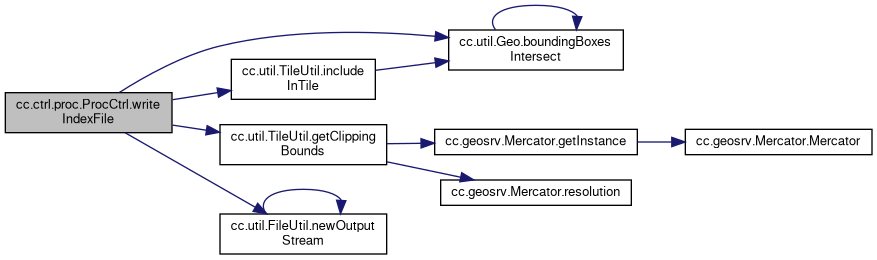 cc.ctrl.proc.ProcCtrl.write
IndexFile
cc.util.Geo.boundingBoxes
Intersect
cc.util.TileUtil.include
InTile
cc.util.TileUtil.getClipping
Bounds
cc.util.FileUtil.newOutput
Stream
cc.geosrv.Mercator.getInstance
cc.geosrv.Mercator.resolution
cc.geosrv.Mercator.Mercator